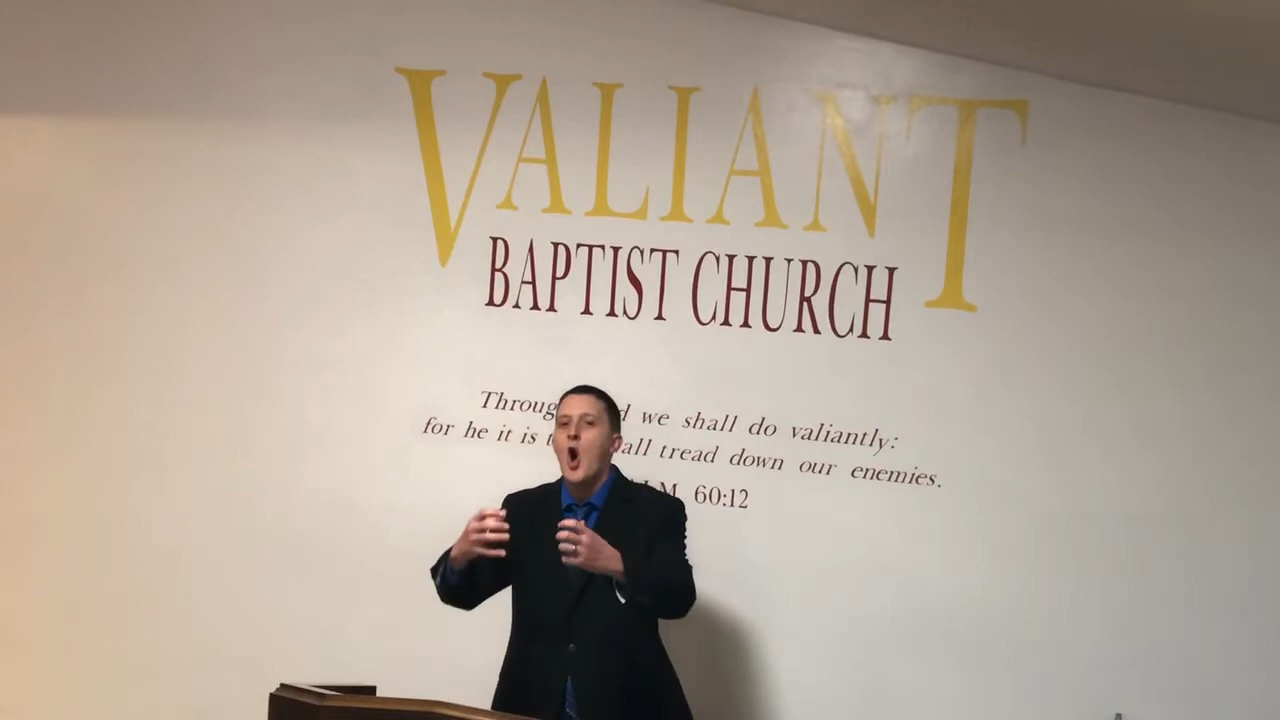 VALIANT
BAPTIST CHURCH
we shall do valiantly:
for he it is tread down our enemies.
60:12